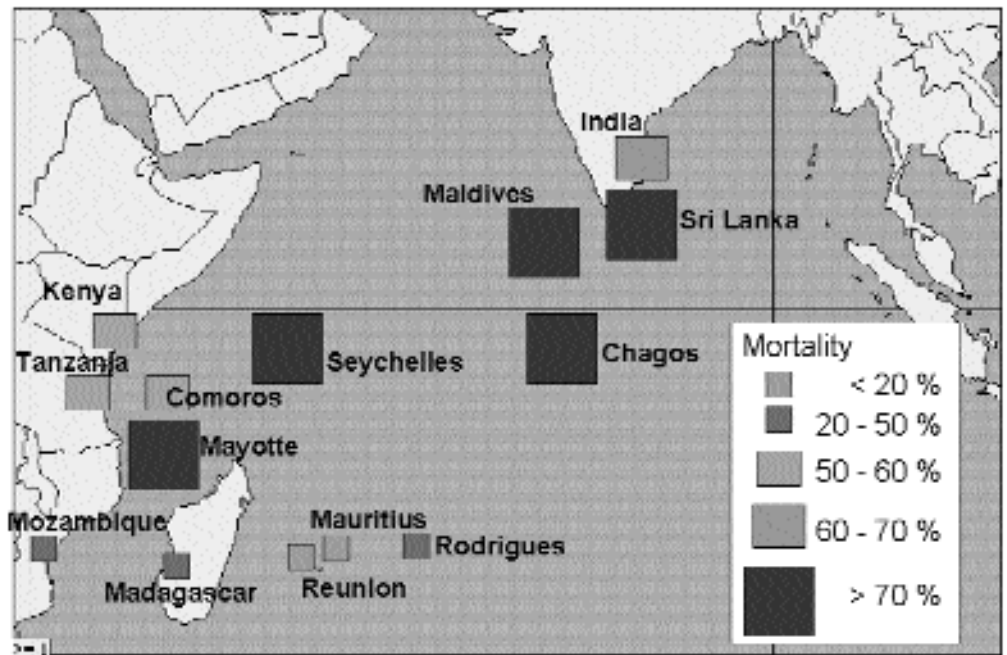 India
Maldives
Sri Lanka
Kenya
Tanzania
Seychelles
Chagos
Comoros
Mayotte
Mozambique
Mauritius
Rodrigues
Madagascar
Reunion
Mortality
< 20 %
20 - 50 %
50 - 60 %
60 - 70 %
> 70 %